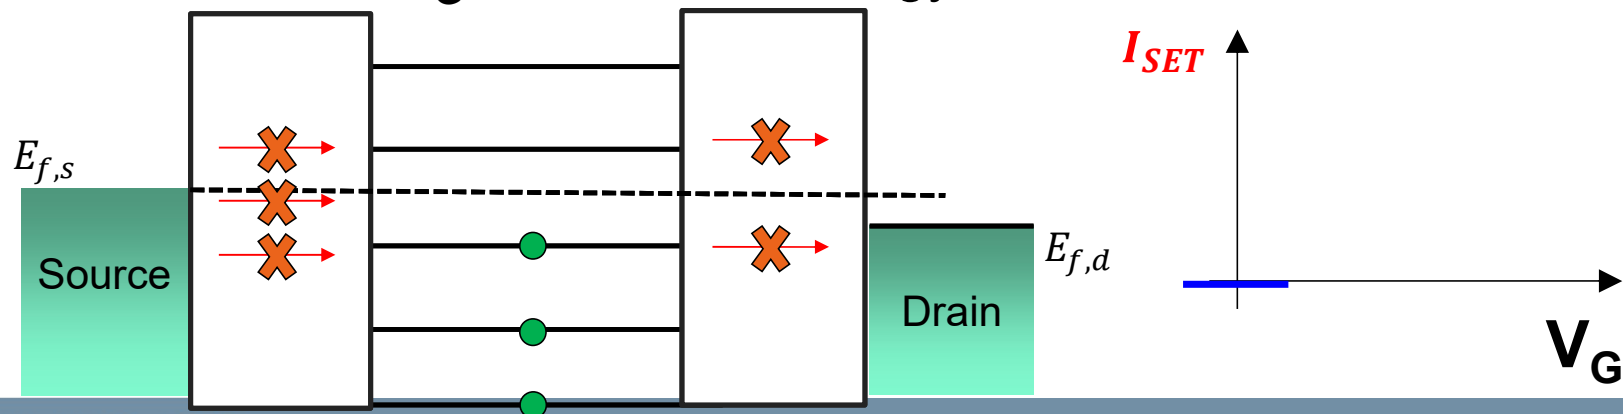 E_{f,s}
Source
Drain
E_{f,d}
I_{SET}
V_G